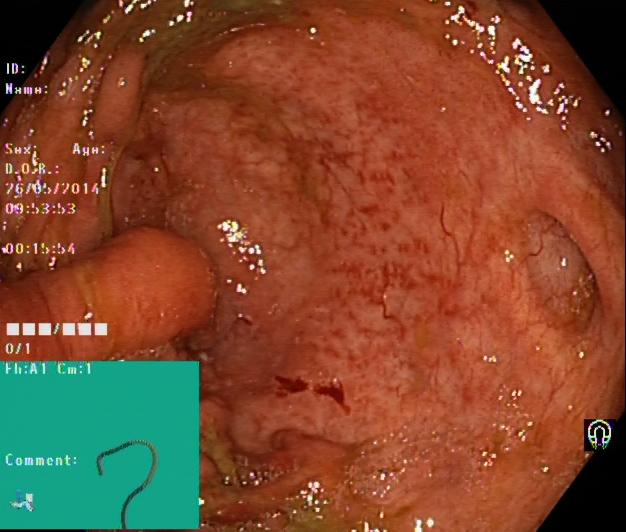 ID:
Name:
Sex: Age:
D.O.B.:
26/05/2014
09:53:53
00:15:54
0/1
Eh:A1 Cm:1
Comment: